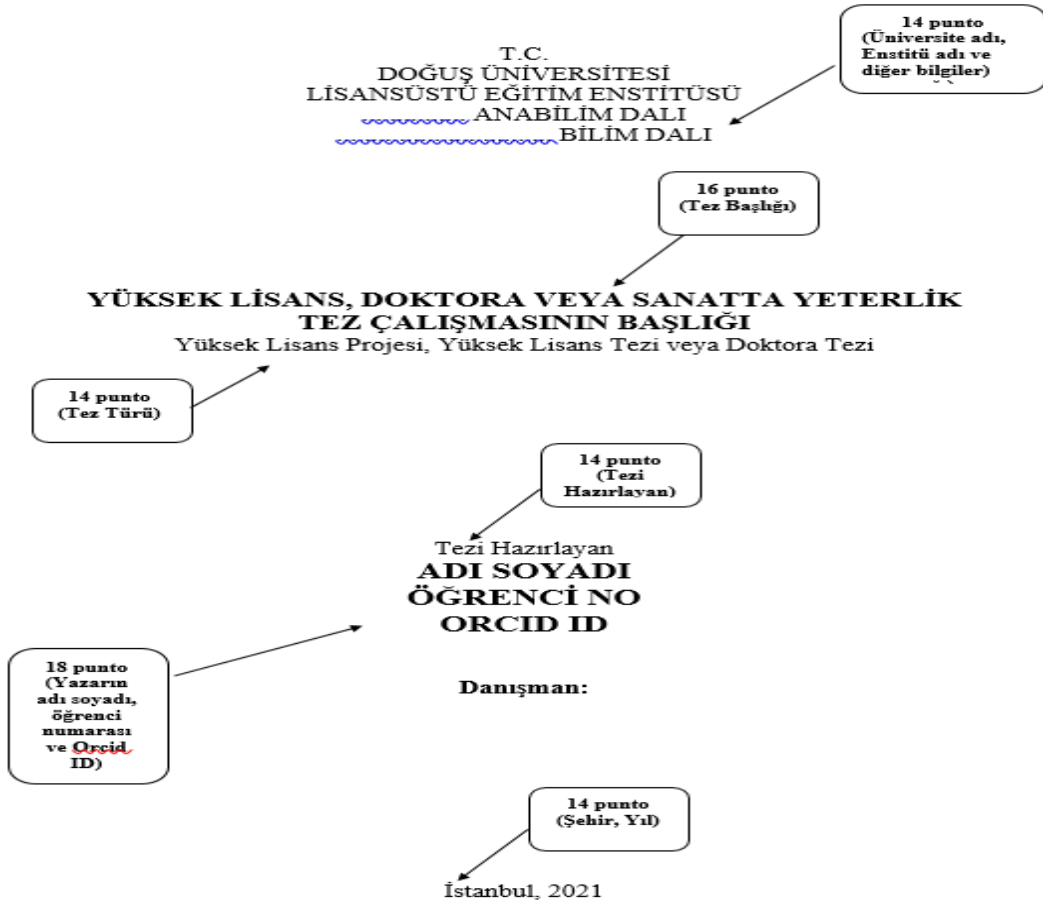 14 punto
(Üniversite adı,
Enstitü adı ve
diğer bilgiler)
T.C.
DOĞUŞ ÜNİVERSİTESİ
LİSANSÜSTÜ EĞİTİM ENSTİTÜSÜ
ANABİLİM DALI
BİLİM DALI
16 punto
(Tez Başlığı)
YÜKSEK LİSANS, DOKTORA VEYA SANATTA YETERLİK
TEZ ÇALIŞMASININ BAŞLIĞI
Yüksek Lisans Projesi, Yüksek Lisans Tezi veya Doktora Tezi
14 punto
(Tez Türü)
14 punto
(Tezi
Hazırlayan)
Tezi Hazırlayan
ADI SOYADI
ÖĞRENCİ NO
ORCID ID
18 punto
(Yazarın
adı soyadı,
öğrenci
numarası
ve Orcid
ID)
Danışman:
14 punto
(Şehir, Yıl)
İstanbul, 2021